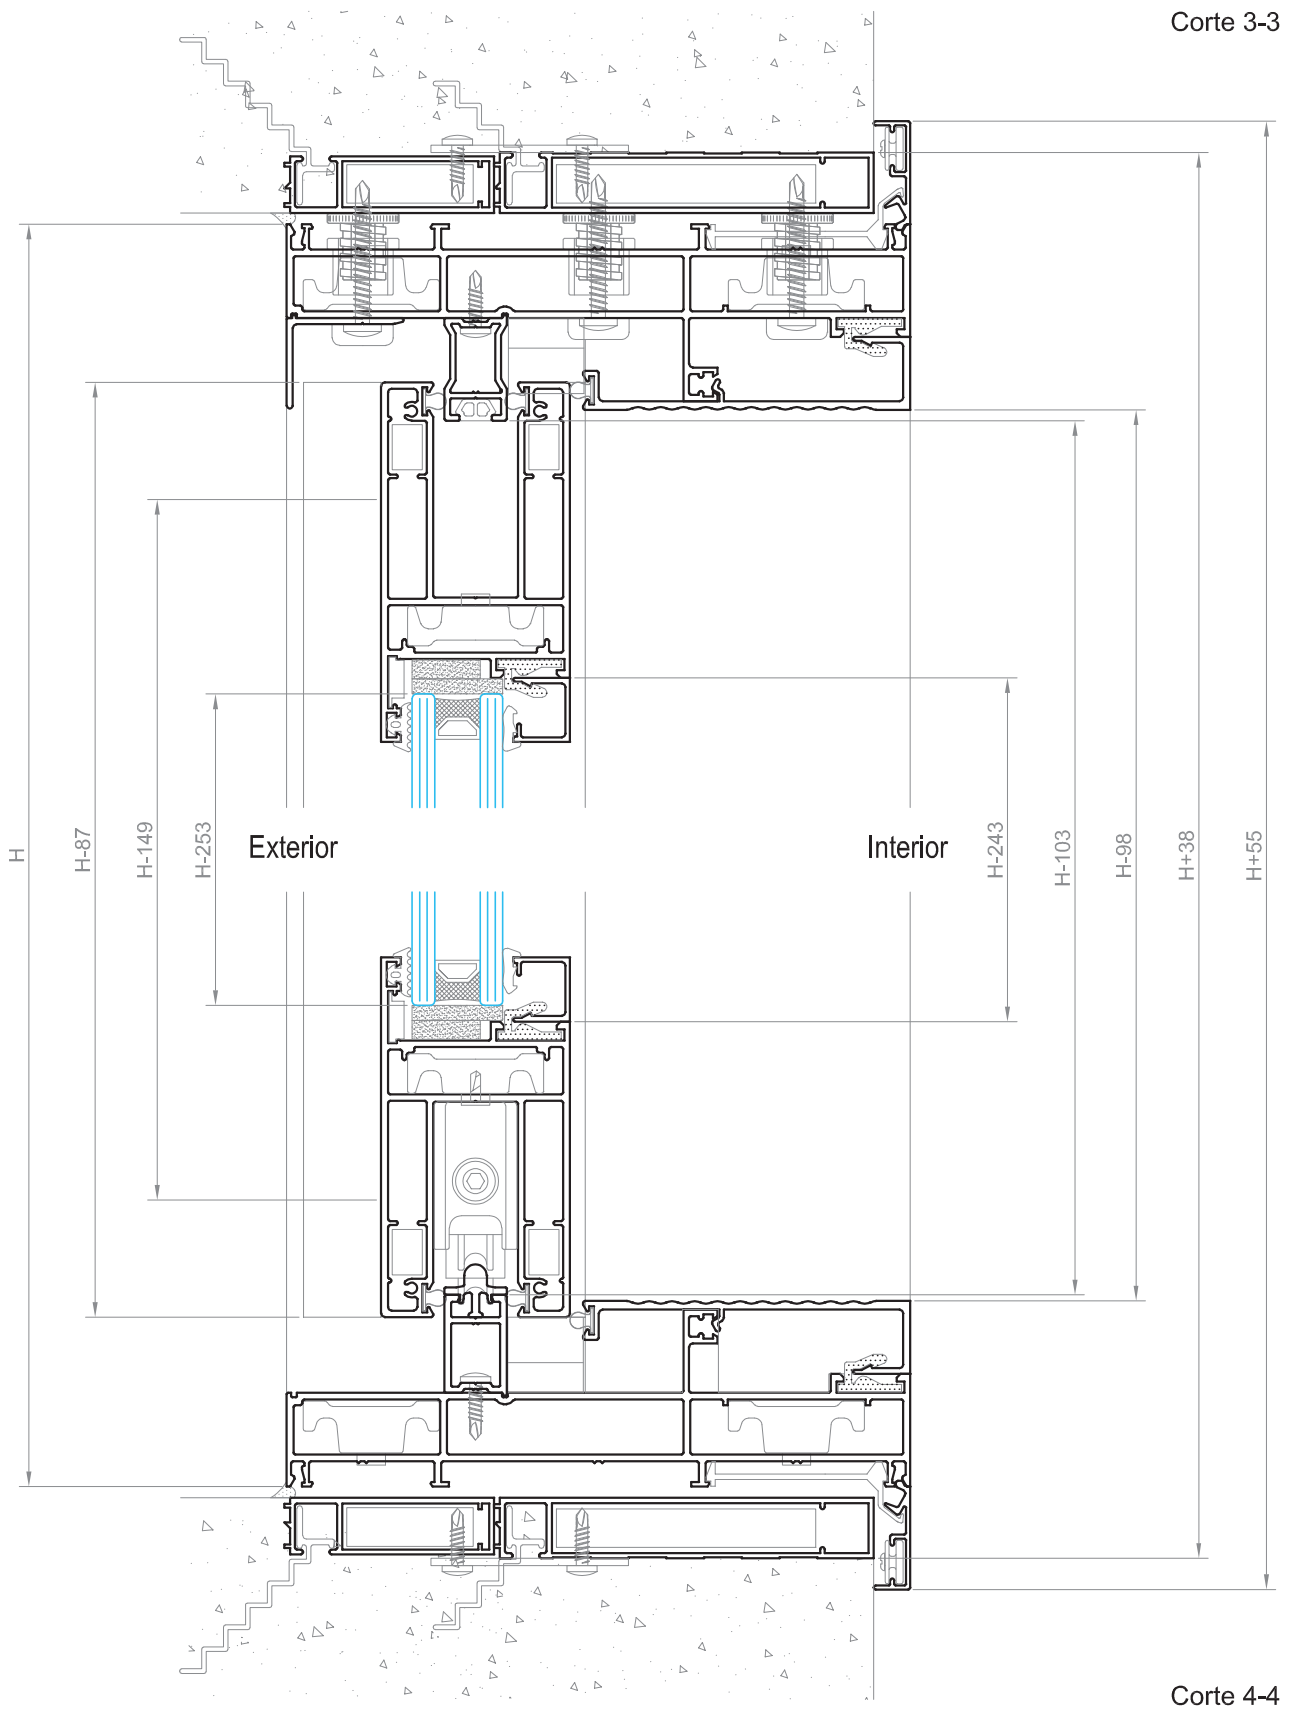 Corte 3-3
H
H-87
H-149
H-253
Exterior
Interior
H-243
H-103
H-98
H+38
H+55
Corte 4-4